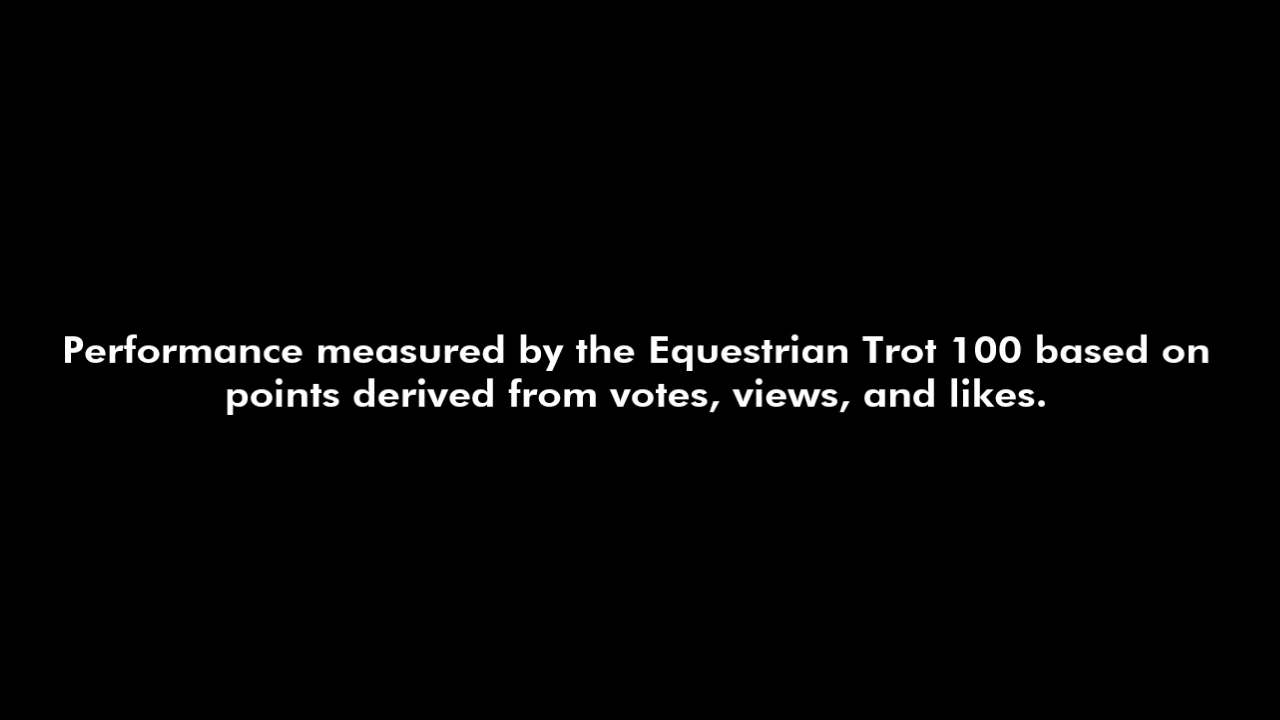 Performance measured by the Equestrian Trot 100 based on
points derived from votes, views, and likes.